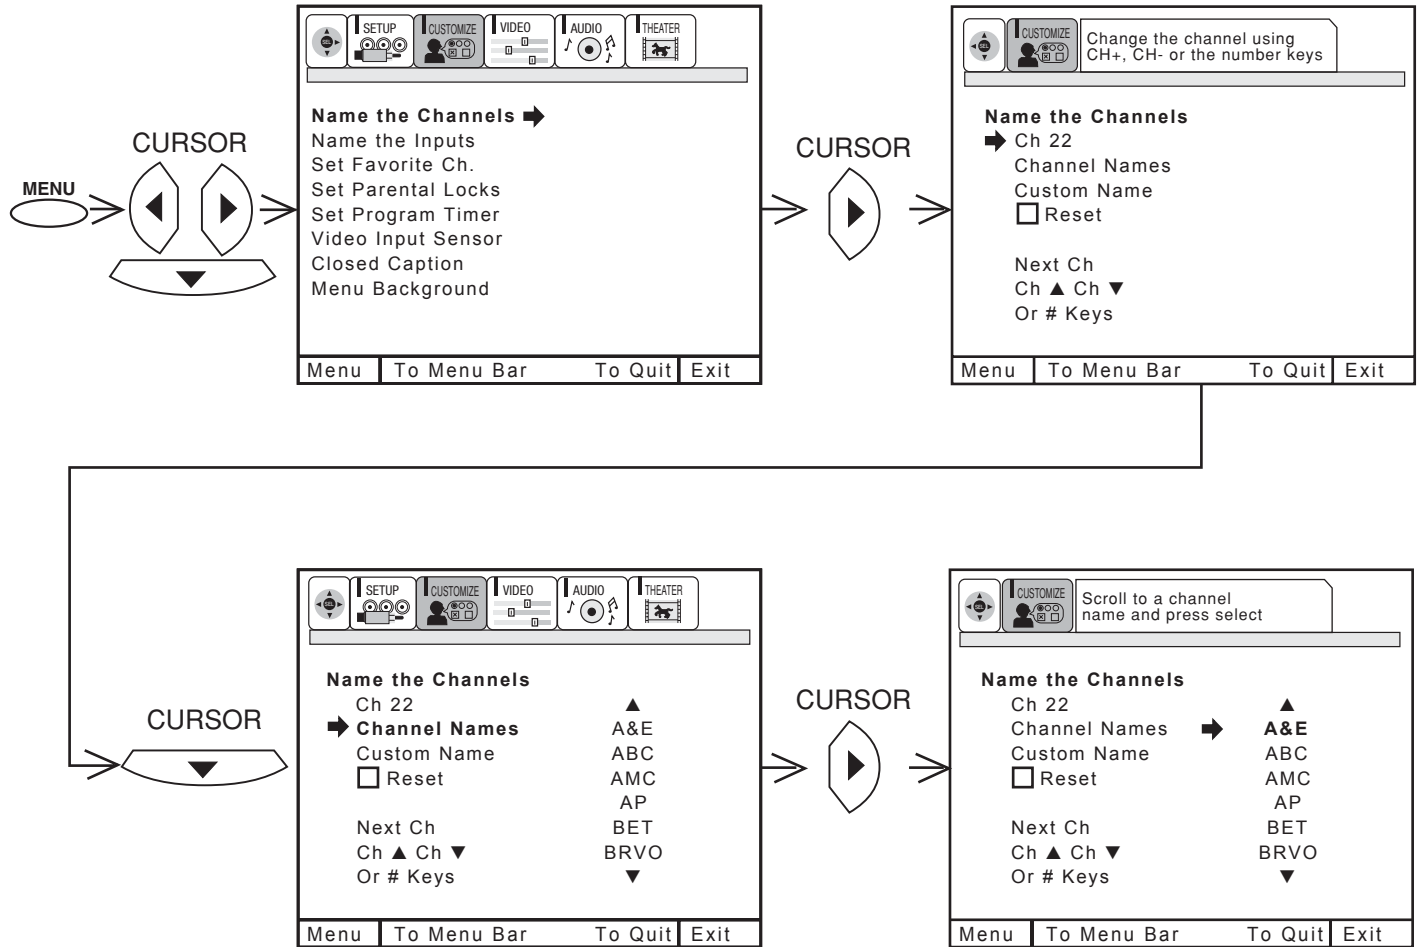 MENU
CURSOR
SEL
SETUP
CUSTOMIZE
VIDEO
AUDIO
THEATER
Name the Channels
Name the Inputs
Set Favorite Ch.
Set Parental Locks
Set Program Timer
Video Input Sensor
Closed Caption
Menu Background
Menu To Menu Bar To Quit Exit
CURSOR
SEL
CUSTOMIZE
Change the channel using
CH+, CH- or the number keys
Name the Channels
Ch 22
Channel Names
Custom Name
Reset
Next Ch
Ch ▲ Ch ▼
Or # Keys
Menu To Menu Bar To Quit Exit
CURSOR
SEL
SETUP
CUSTOMIZE
VIDEO
AUDIO
THEATER
Name the Channels
Ch 22 ▲
Channel Names A&E
Custom Name ABC
Reset AMC
AP
Next Ch BET
Ch ▲ Ch ▼ BRVO
Or # Keys ▼
Menu To Menu Bar To Quit Exit
CURSOR
SEL
CUSTOMIZE
Scroll to a channel
name and press select
Name the Channels
Ch 22 ▲
Channel Names A&E
Custom Name ABC
Reset AMC
AP
Next Ch BET
Ch ▲ Ch ▼ BRVO
Or # Keys ▼
Menu To Menu Bar To Quit Exit